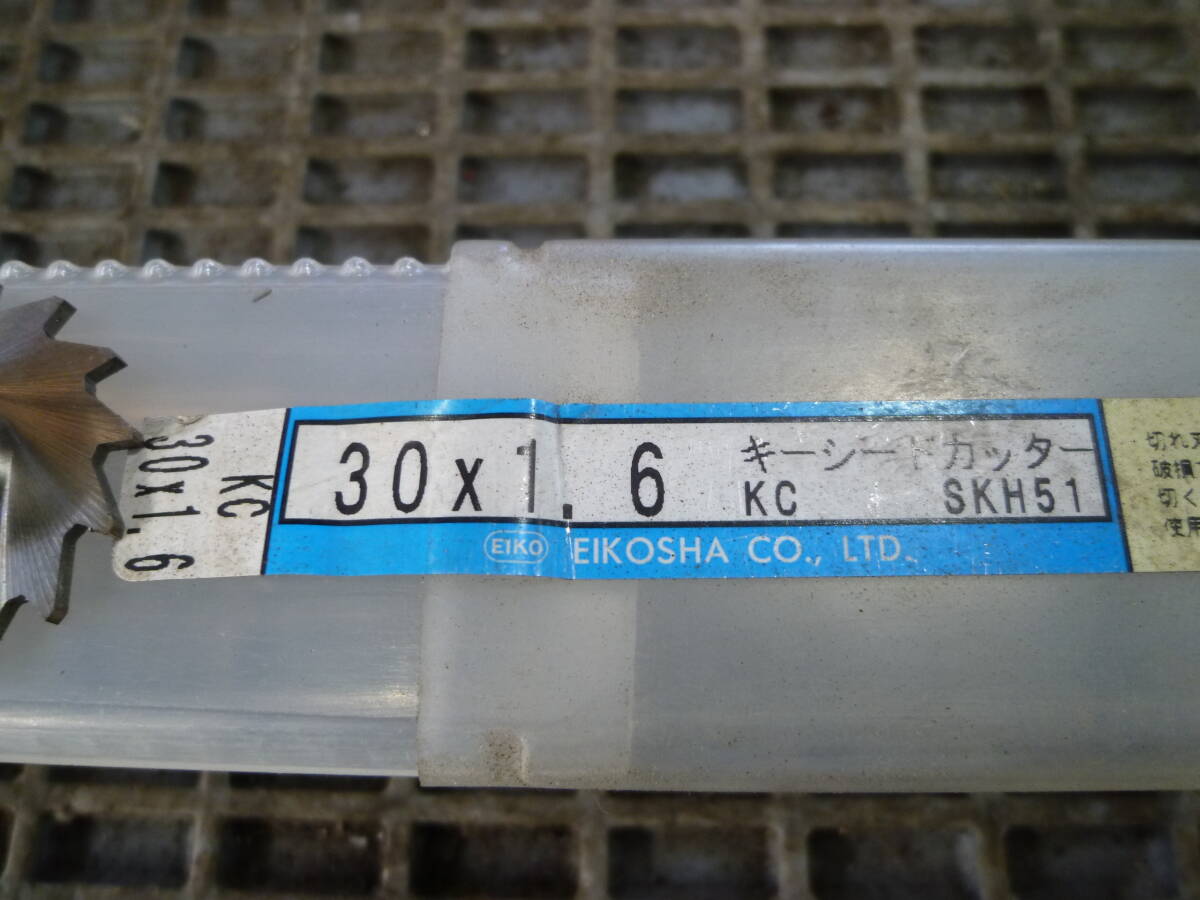 30x1.6
KC
30x1.6
キーシードカッター
KC SKH51
EIKO EIKOSHA CO., LTD.
切れ
破損
切く
使用